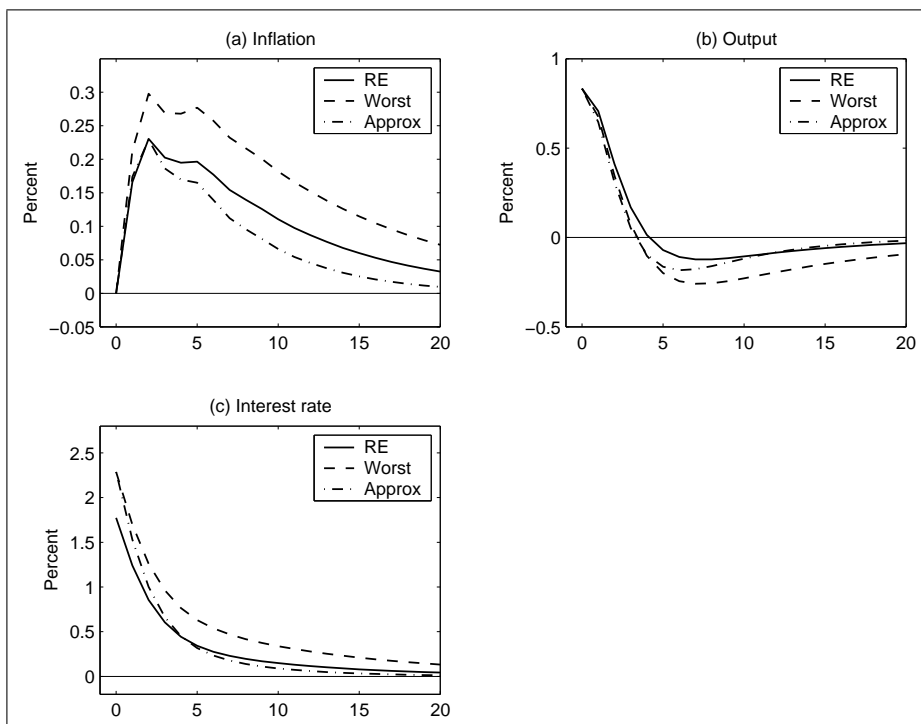 (a) Inflation
Percent
0.3
0.25
0.2
0.15
0.1
0.05
0
−0.05
RE
Worst
Approx
0 5 10 15 20
(b) Output
Percent
1
0.5
0
−0.5
RE
Worst
Approx
0 5 10 15 20
(c) Interest rate
Percent
2.5
2
1.5
1
0.5
0
RE
Worst
Approx
0 5 10 15 20